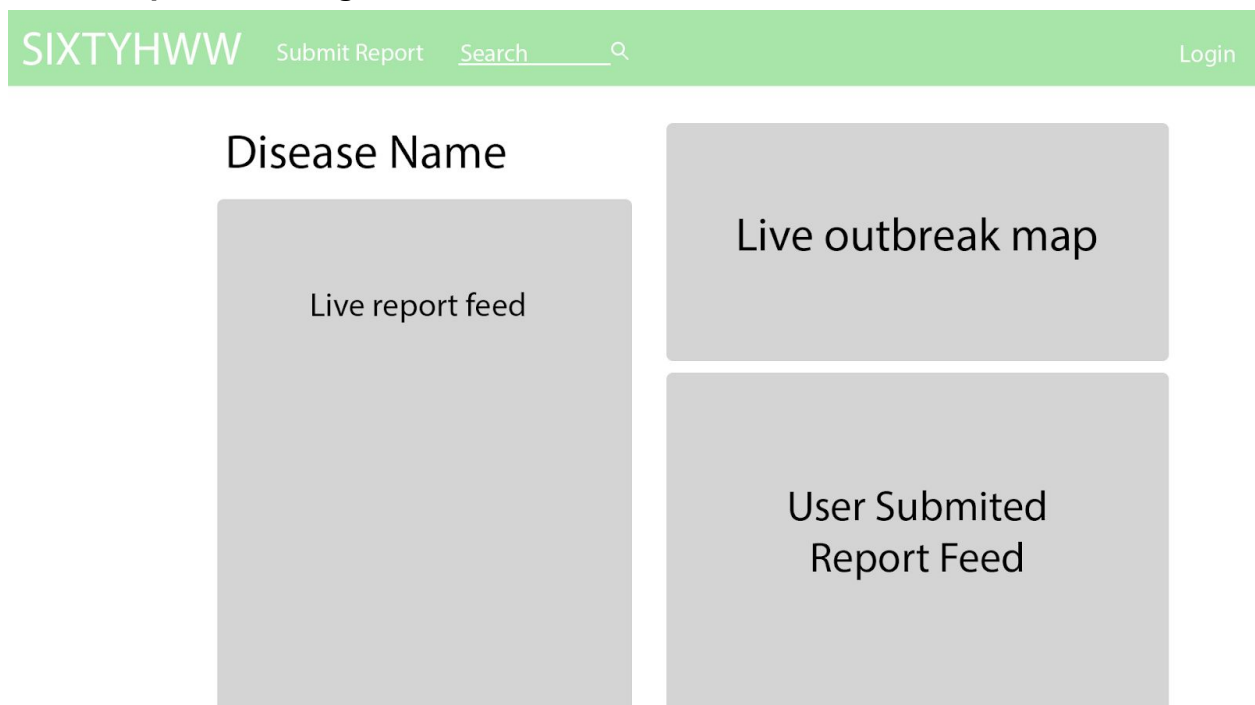 SIXTYHWW Submit Report Search Login
Disease Name
Live report feed
Live outbreak map
User Submited
Report Feed